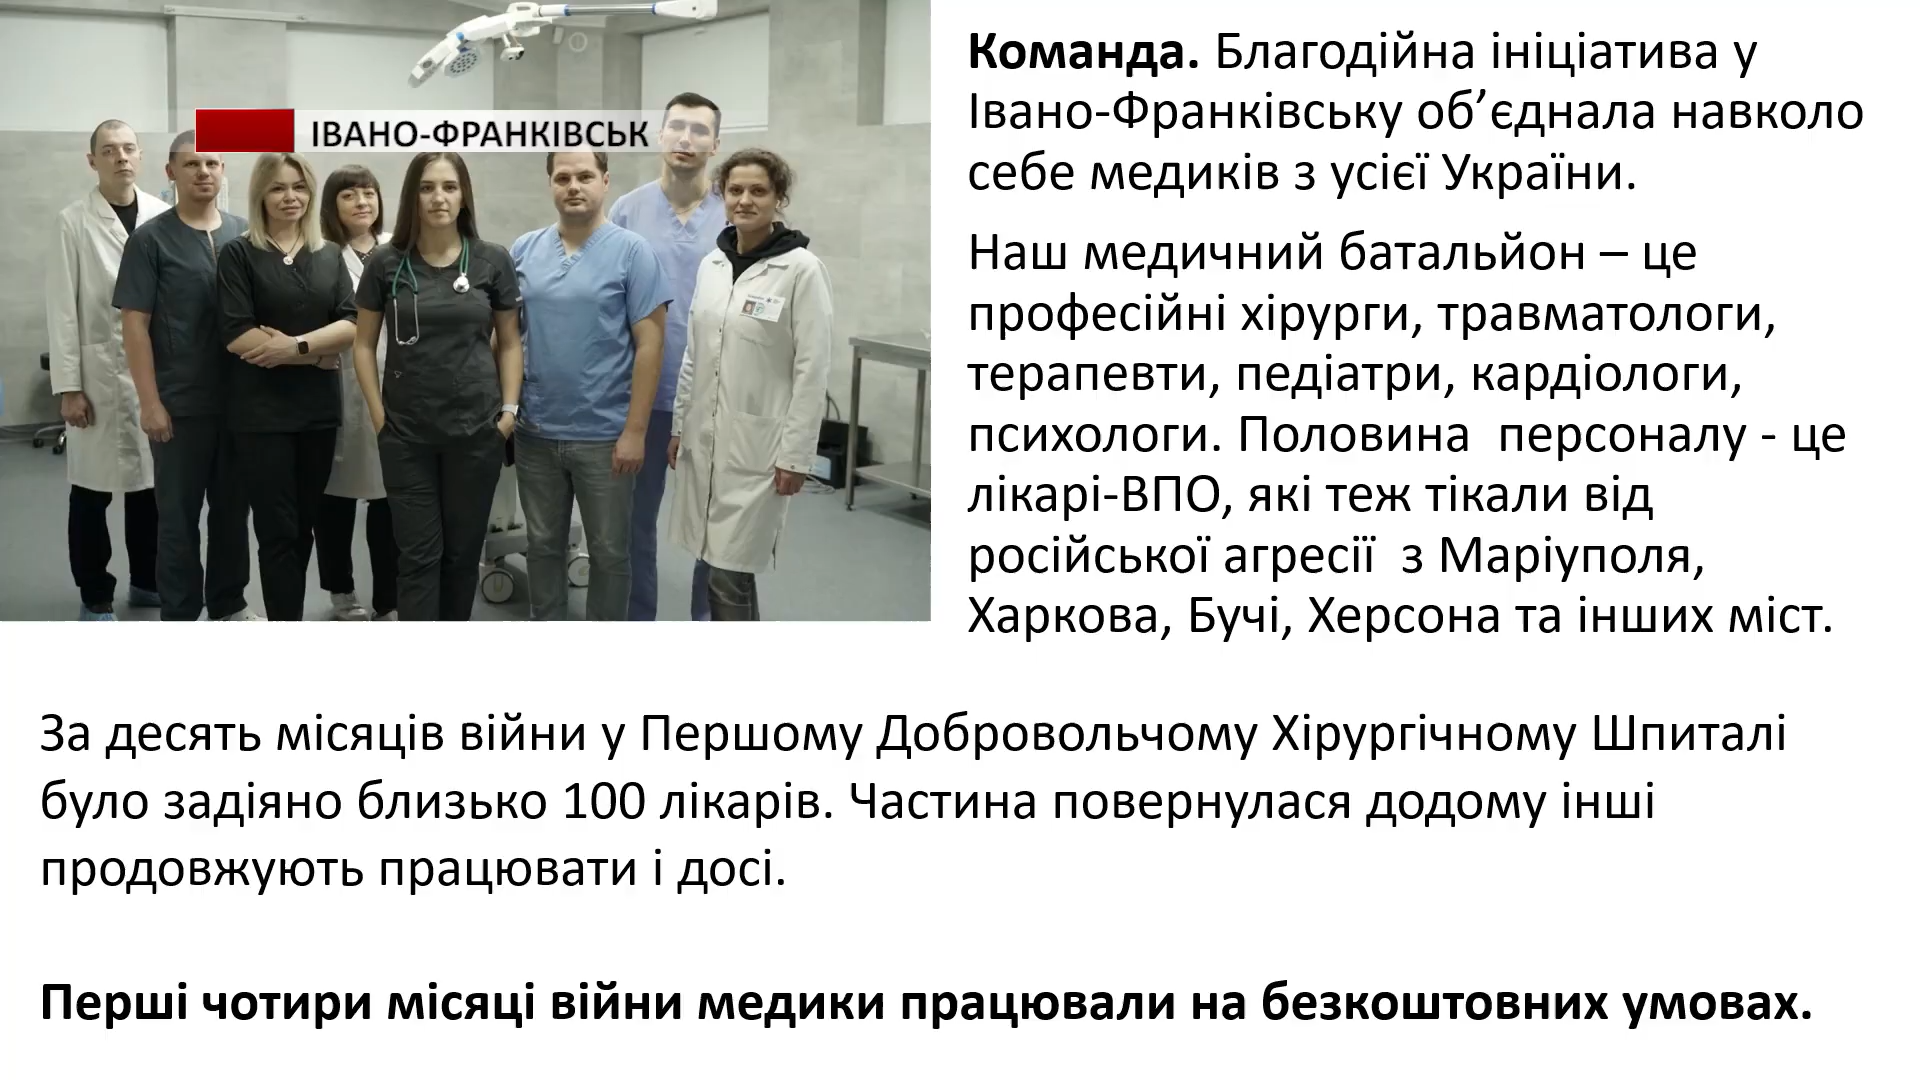 ІВАНО-ФРАНКІВСЬК
Команда. Благодійна ініціатива у
Івано-Франківську об’єднала навколо
себе медиків з усієї України.
Наш медичний батальйон – це
професійні хірурги, травматологи,
терапевти, педіатри, кардіологи,
психологи. Половина  персоналу - це
лікарі-ВПО, які теж тікали від
російської агресії  з Маріуполя,
Харкова, Бучі, Херсона та інших міст.
За десять місяців війни у Першому Добровольчому Хірургічному Шпиталі
було задіяно близько 100 лікарів. Частина повернулася додому інші
продовжують працювати і досі.
Перші чотири місяці війни медики працювали на безкоштовних умовах.